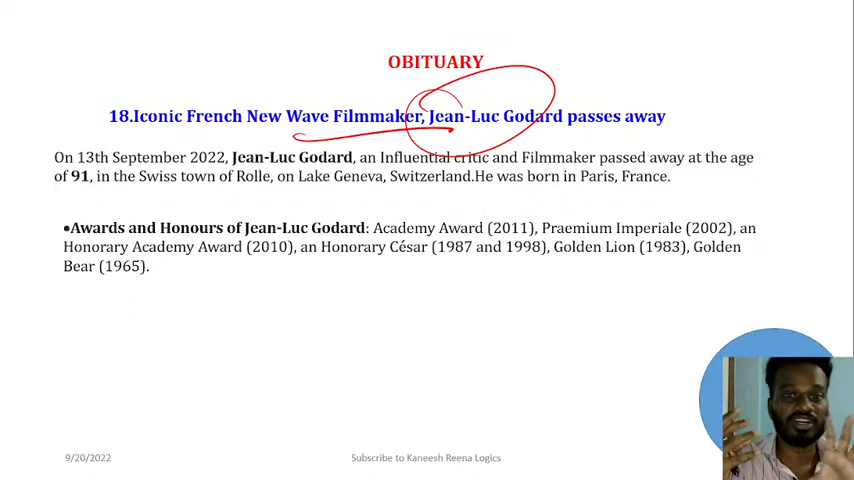 OBITUARY
18.Iconic French New Wave Filmmaker, Jean-Luc Godard passes away
On 13th September 2022, Jean-Luc Godard, an Influential critic and Filmmaker passed away at the age
of 91, in the Swiss town of Rolle, on Lake Geneva, Switzerland.He was born in Paris, France.
•Awards and Honours of Jean-Luc Godard: Academy Award (2011), Praemium Imperiale (2002), an
Honorary Academy Award (2010), an Honorary César (1987 and 1998), Golden Lion (1983), Golden
Bear (1965).
9/20/2022
Subscribe to Kaneesh Reena Logics